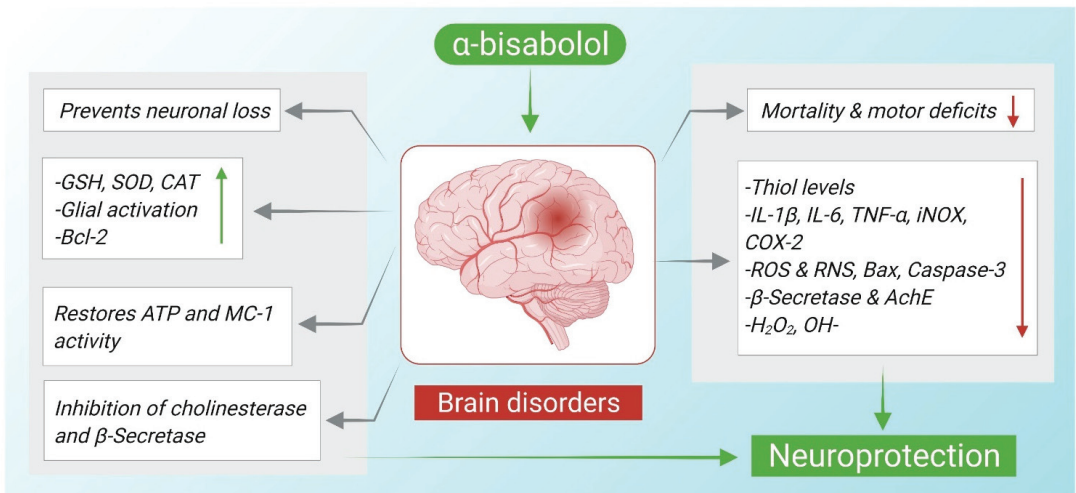 α-bisabolol
Prevents neuronal loss
-GSH, SOD, CAT
-Glial activation
-Bcl-2
Restores ATP and MC-1
activity
Inhibition of cholinesterase
and β-Secretase
Brain disorders
Mortality & motor deficits
-Thiol levels
-IL-1β, IL-6, TNF-α, iNOX,
COX-2
-ROS & RNS, Bax, Caspase-3
-β-Secretase & AchE
-H₂O₂, OH-
Neuroprotection